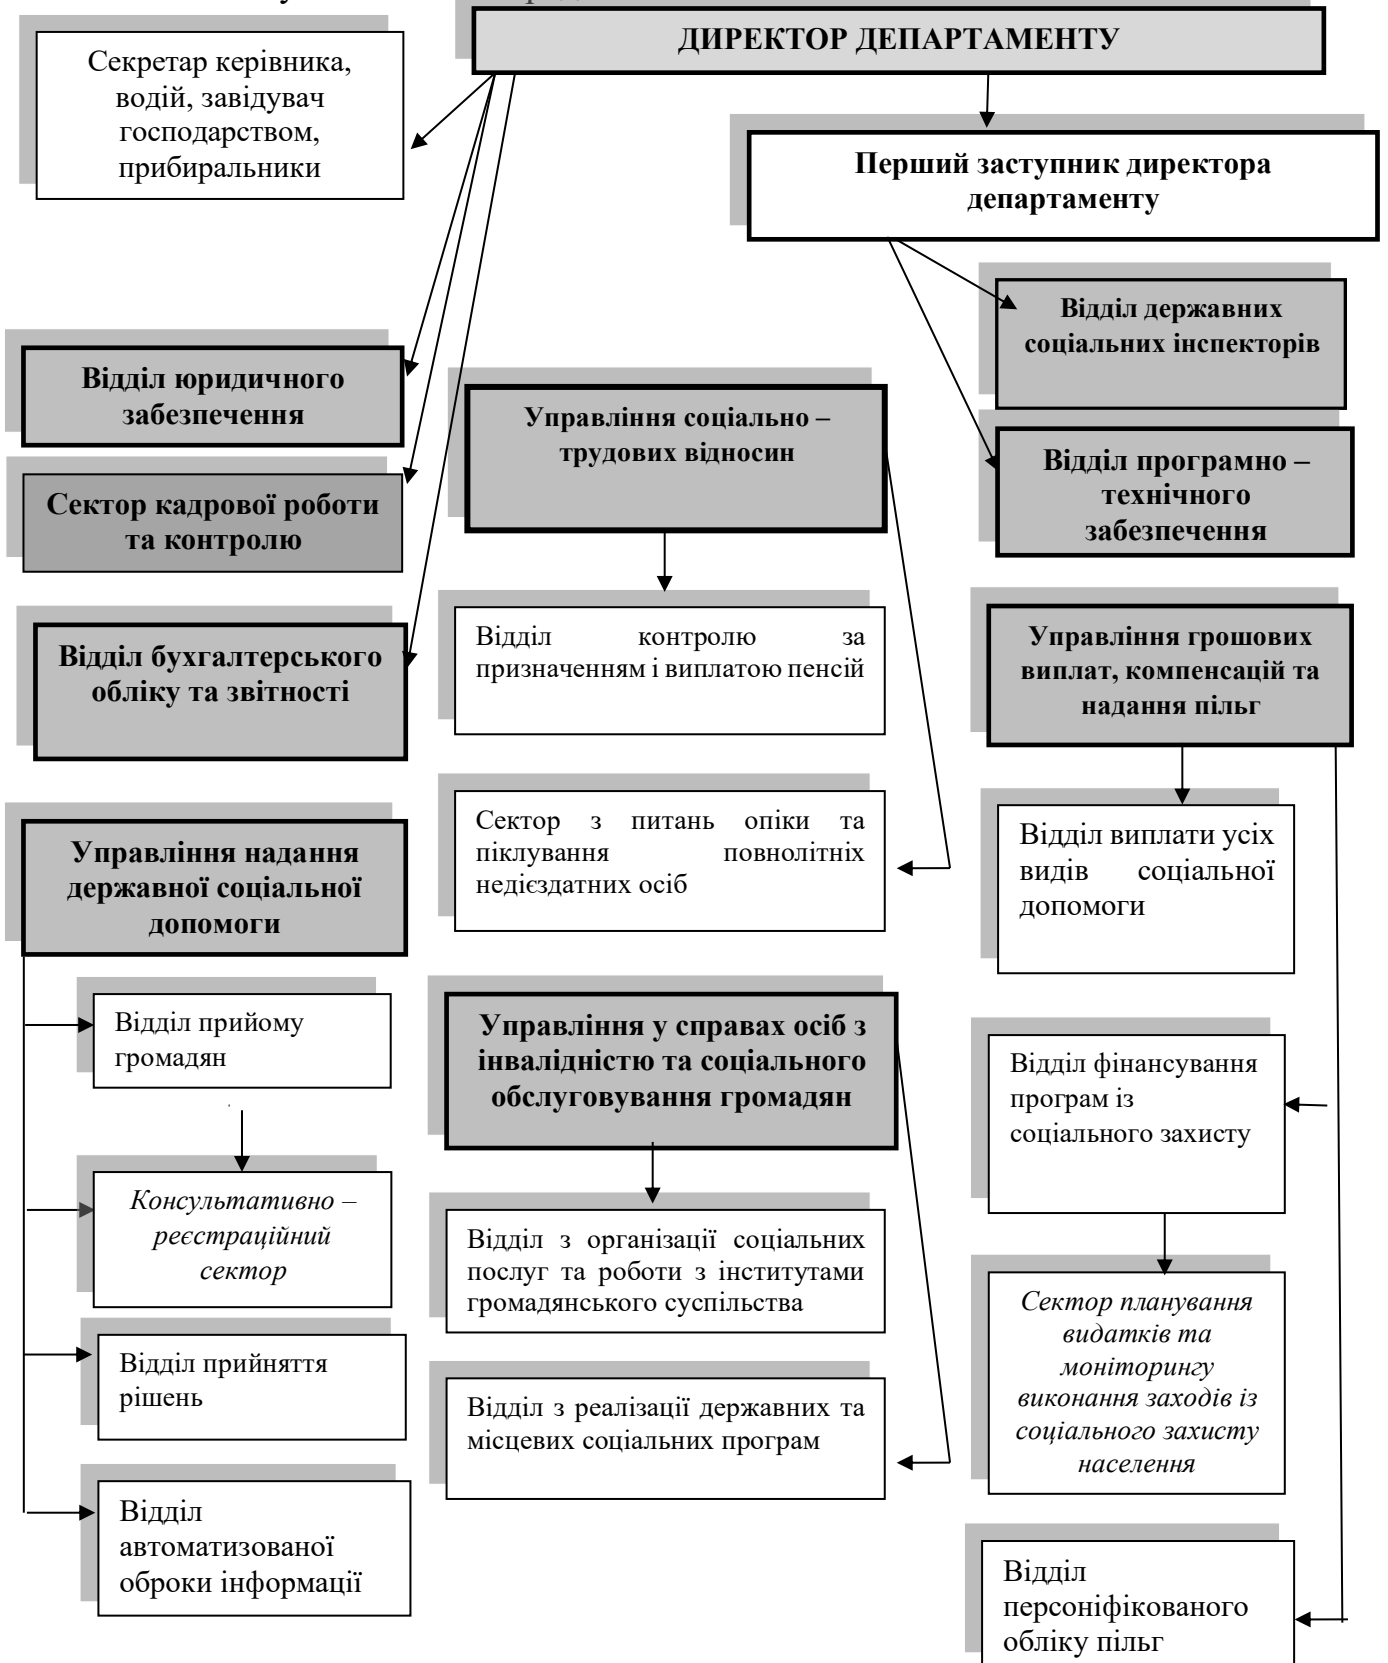 ДИРЕКТОР ДЕПАРТАМЕНТУ
Секретар керівника,
водій, завідувач
господарством,
прибиральники
Перший заступник директора
департаменту
Відділ державних
соціальних інспекторів
Відділ юридичного
забезпечення
Управління соціально –
трудових відносин
Відділ програмно –
технічного
забезпечення
Сектор кадрової роботи
та контролю
Відділ бухгалтерського
обліку та звітності
Відділ контролю за
призначенням і виплатою пенсій
Управління грошових
виплат, компенсацій та
надання пільг
Сектор з питань опіки та
піклування повнолітніх
недієздатних осіб
Відділ виплати усіх
видів соціальної
допомоги
Управління надання
державної соціальної
допомоги
Відділ прийому
громадян
Управління у справах осіб з
інвалідністю та соціального
обслуговування громадян
Відділ фінансування
програм із
соціального захисту
Консультативно –
реєстраційний
сектор
Відділ з організації соціальних
послуг та роботи з інститутами
громадянського суспільства
Сектор планування
видатків та
моніторингу
виконання заходів із
соціального захисту
населення
Відділ прийняття
рішень
Відділ з реалізації державних та
місцевих соціальних програм
Відділ
автоматизованої
оброки інформації
Відділ
персоніфікованого
обліку пільг